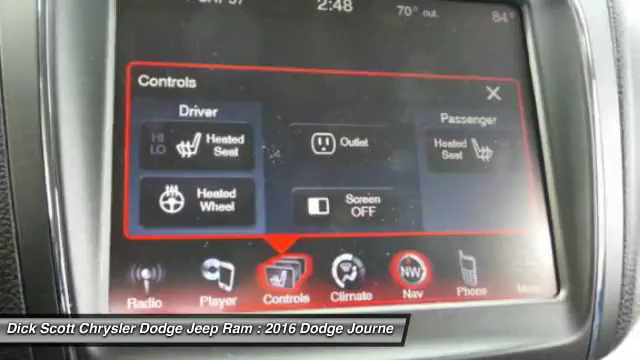 2:48 70° out. 84°
Controls
Driver
Passenger
HI
LO
Heated
Seat
Outlet
Heated
Seat
Heated
Wheel
Screen
OFF
NW
Radio Player Controls Climate Nav Phone More
Dick Scott Chrysler Dodge Jeep Ram : 2016 Dodge Journe